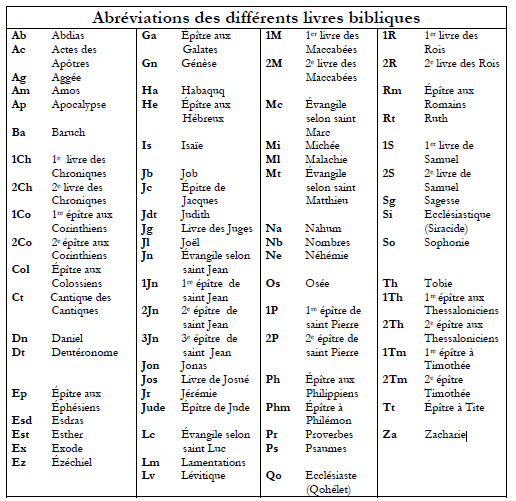 Abréviations des différents livres bibliques
Ab Abdias
Ac Actes des
Apôtres
Ag Aggée
Am Amos
Ap Apocalypse
Ba Baruch
1Ch 1e livre des
Chroniques
2Ch 2e livre des
Chroniques
1Co 1re épître aux
Corinthiens
2Co 2e épître aux
Corinthiens
Col Épître aux
Colossiens
Ct Cantique des
Cantiques
Dn Daniel
Dt Deutéronome
Ep Épître aux
Éphésiens
Esd Esdras
Est Esther
Ex Exode
Ez Ézéchiel
Ga Épître aux
Galates
Gn Génèse
Ha Habaquq
He Épître aux
Hébreux
Is Isaïe
Jb Job
Jc Épitre de
Jacques
Jdt Judith
Jg Livre des Juges
Jl Joël
Jn Évangile selon
saint Jean
1Jn 1re épître de
saint Jean
2Jn 2e épître de
saint Jean
3Jn 3e épître de
saint Jean
Jon Jonas
Jos Livre de Josué
Jr Jérémie
Jude Épître de Jude
Lc Évangile selon
saint Luc
Lm Lamentations
Lv Lévitique
1M 1er livre des
Maccabées
2M 2e livre des
Maccabées
Mc Évangile
selon saint
Marc
Mi Michée
Ml Malachie
Mt Évangile
selon saint
Matthieu
Na Nahum
Nb Nombres
Ne Néhémie
Os Osée
1P 1re épître de
saint Pierre
2P 2e épître de
saint Pierre
Ph Épître aux
Philippiens
Phm Épître à
Philémon
Pr Proverbes
Ps Psaumes
Qo Ecclésiaste
(Qohélet)
1R 1er livre des
Rois
2R 2e livre des Rois
Rm Épître aux
Romains
Rt Ruth
1S 1er livre de
Samuel
2S 2e livre de
Samuel
Sg Sagesse
Si Ecclésiastique
(Siracide)
So Sophonie
Th Tobie
1Th 1re épître aux
Thessaloniciens
2Th 2e épître aux
Thessaloniciens
1Tm 1re épître à
Timothée
2Tm 2e épître
Timothée
Tt Épître à Tite
Za Zacharie